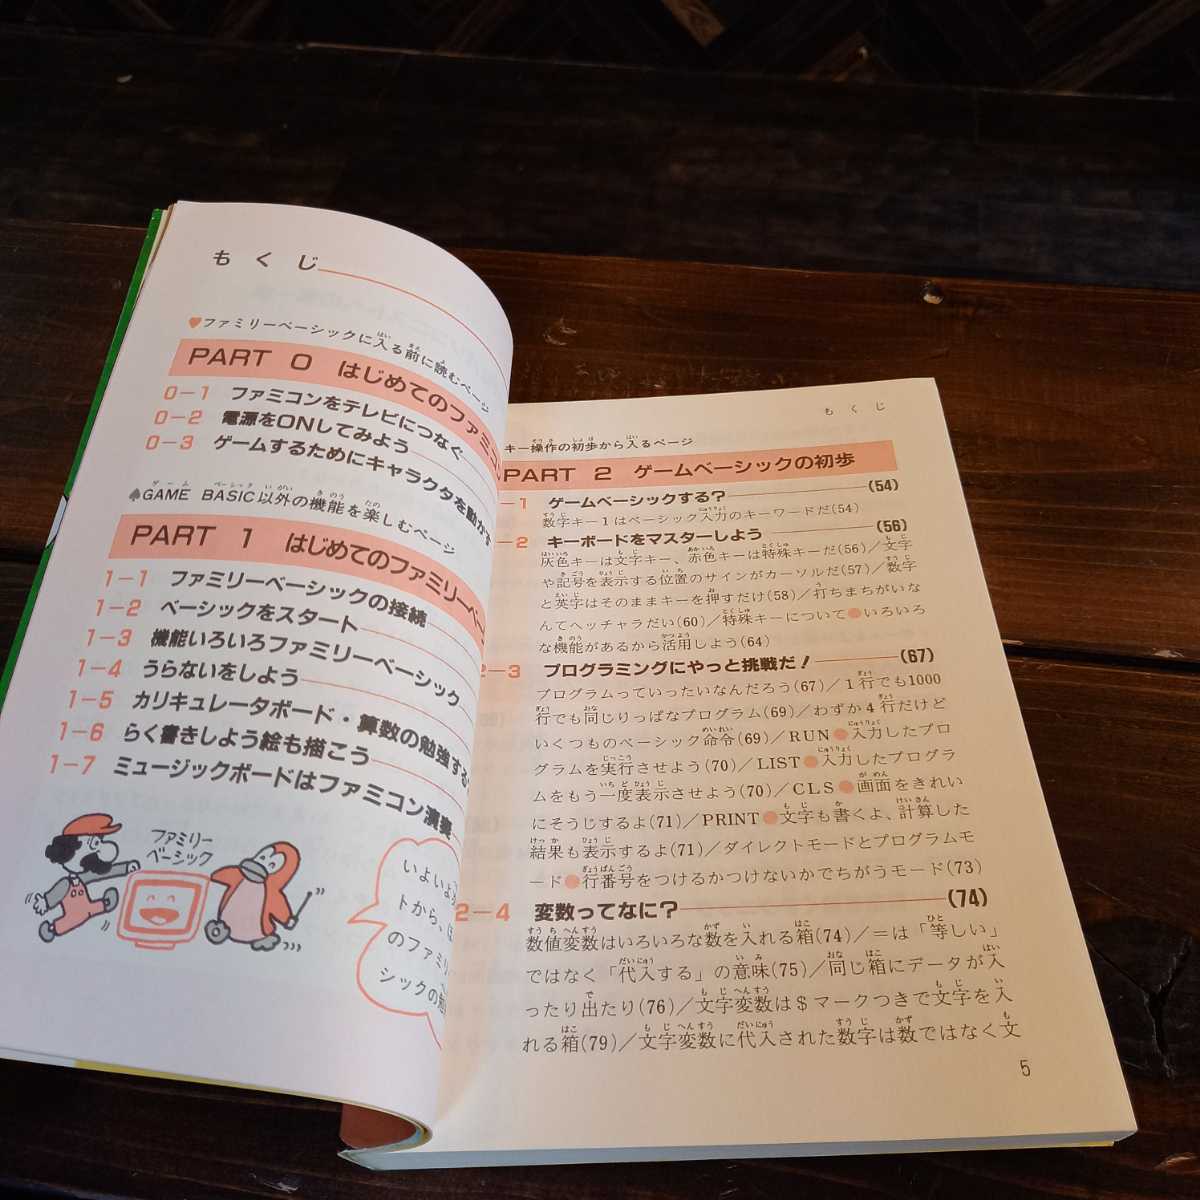 もくじ
♥ファミリーベーシックに入る前に読むページ
PART 0 はじめてのファミコン
0－1 ファミコンをテレビにつなぐ
0－2 電源をONしてみよう
0－3 ゲームするためにキャラクタを動かす
♠GAME BASIC以外の機能を楽しむページ
PART 1 はじめてのファミリーベー
1－1 ファミリーベーシックの接続
1－2 ベーシックをスタート
1－3 機能いろいろファミリーベーシック
1－4 うらないをしよう
1－5 カリキュレータボード・算数の勉強する
1－6 らく書きしよう絵も描こう
1－7 ミュージックボードはファミコン演奏
ファミリー
ベーシック
いよいよ
トから、
のファミリ
シックの
もくじ
キー操作の初歩から入るページ
PART 2 ゲームベーシックの初歩
－1 ゲームベーシックする？ (54)
数字キー1はベーシック入力のキーワードだ(54)
－2 キーボードをマスターしよう (56)
灰色キーは文字キー、赤色キーは特殊キーだ(56)／文字
や記号を表示する位置のサインがカーソルだ(57)／数字
と英字はそのままキーを押すだけ(58)／打ちまちがいな
んてヘッチャラだい(60)／特殊キーについて●いろいろ
な機能があるから活用しよう(64)
2－3 プログラミングにやっと挑戦だ！ (67)
プログラムっていったいなんだろう(67)／1行でも1000
行でも同じりっぱなプログラム(69)／わずか4行だけど
いくつものベーシック命令(69)／RUN●入力したプロ
グラムを実行させよう(70)／LIST●入力したプログラ
ムをもう一度表示させよう(70)／CLS●画面をきれい
にそうじするよ(71)／PRINT●文字も書くよ、計算した
結果も表示するよ(71)／ダイレクトモードとプログラムモ
ード●行番号をつけるかつけないかでちがうモード(73)
2－4 変数ってなに？ (74)
数値変数はいろいろな数を入れる箱(74)／＝は「等しい」
ではなく「代入する」の意味(75)／同じ箱にデータが入
ったり出たり(76)／文字変数は＄マークつきで文字を入
れる箱(79)／文字変数に代入された数字は数ではなく文
5